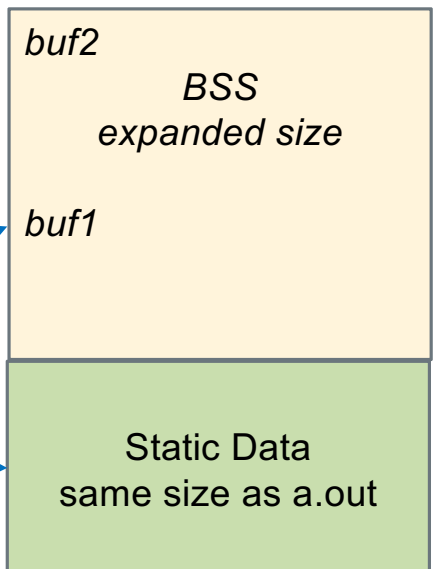 buf2
BSS
expanded size
buf1
Static Data
same size as a.out